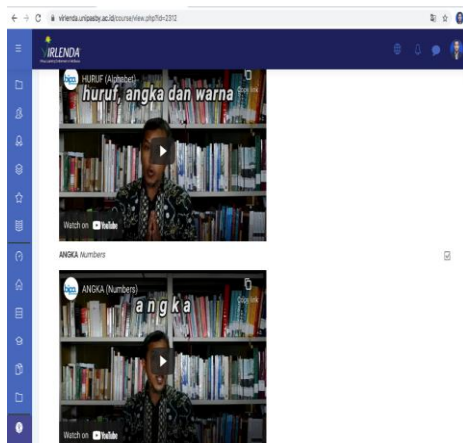 virlenda.unipasby.ac.id/course/view.php?id=2312
VIRLENDA
HURUF (Alphabet)
Copy link
huruf, angka dan warna
Watch on YouTube
ANGKA Numbers
ANGKA (Numbers)
Copy link
angka
Watch on YouTube